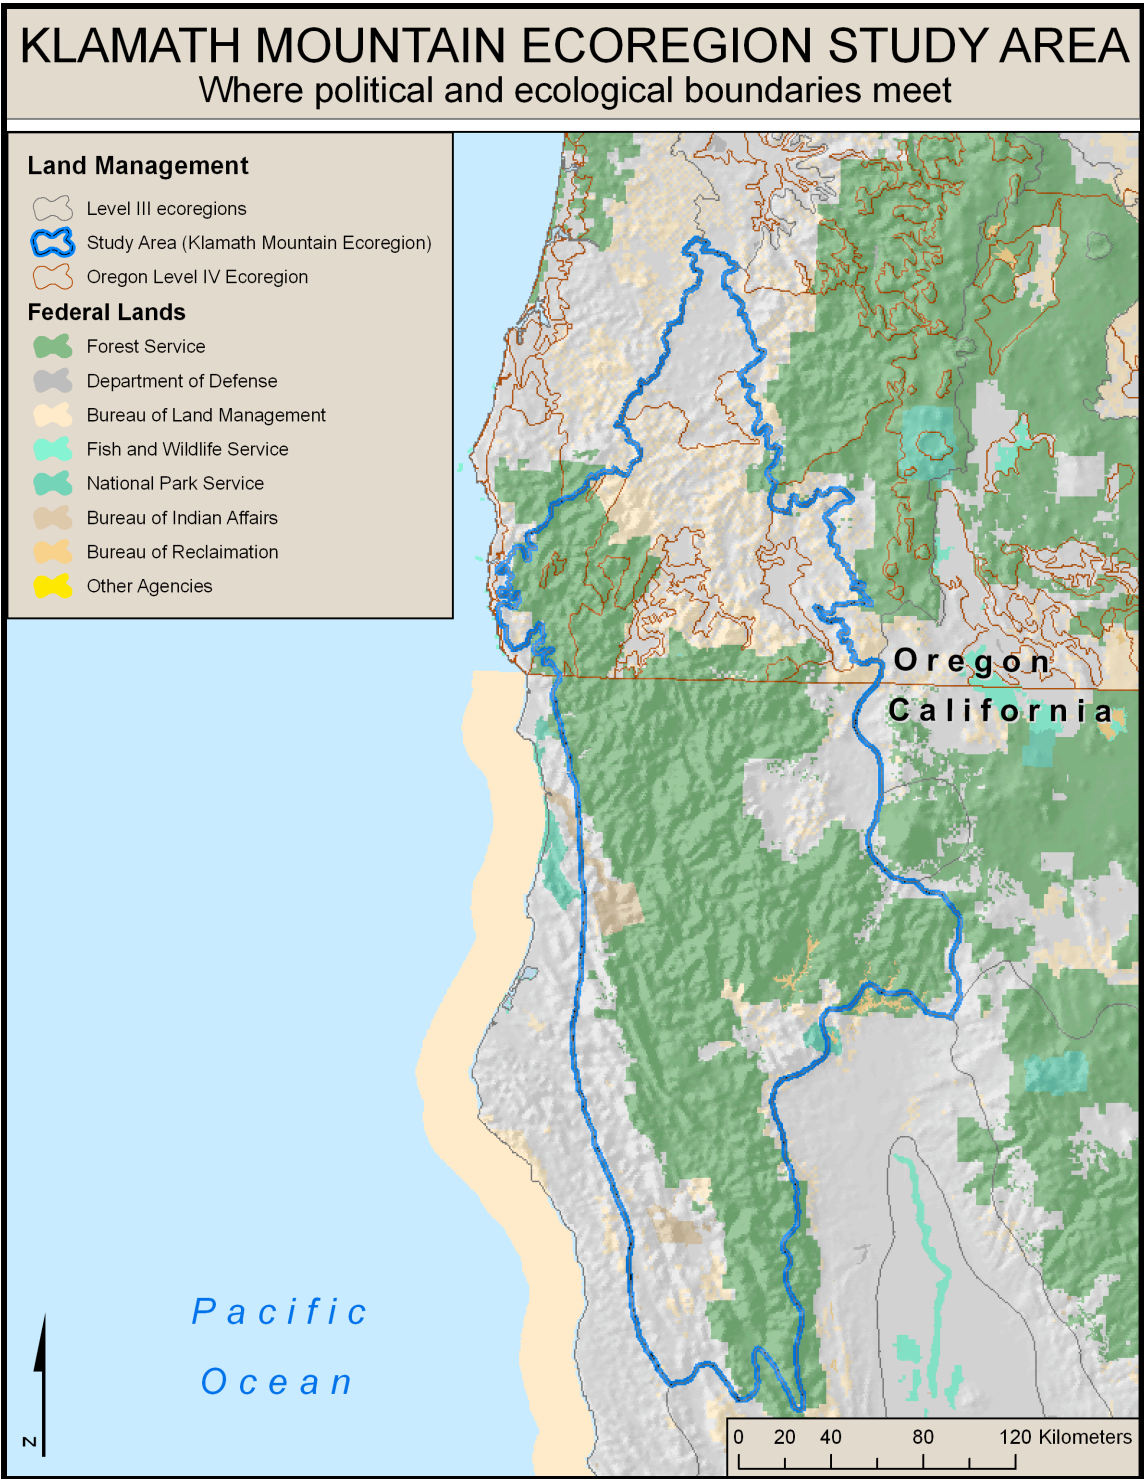 KLAMATH MOUNTAIN ECOREGION STUDY AREA
Where political and ecological boundaries meet
Land Management
Level III ecoregions
Study Area (Klamath Mountain Ecoregion)
Oregon Level IV Ecoregion
Federal Lands
Forest Service
Department of Defense
Bureau of Land Management
Fish and Wildlife Service
National Park Service
Bureau of Indian Affairs
Bureau of Reclaimation
Other Agencies
Oregon
California
Pacific
Ocean
N
0 20 40 80 120 Kilometers